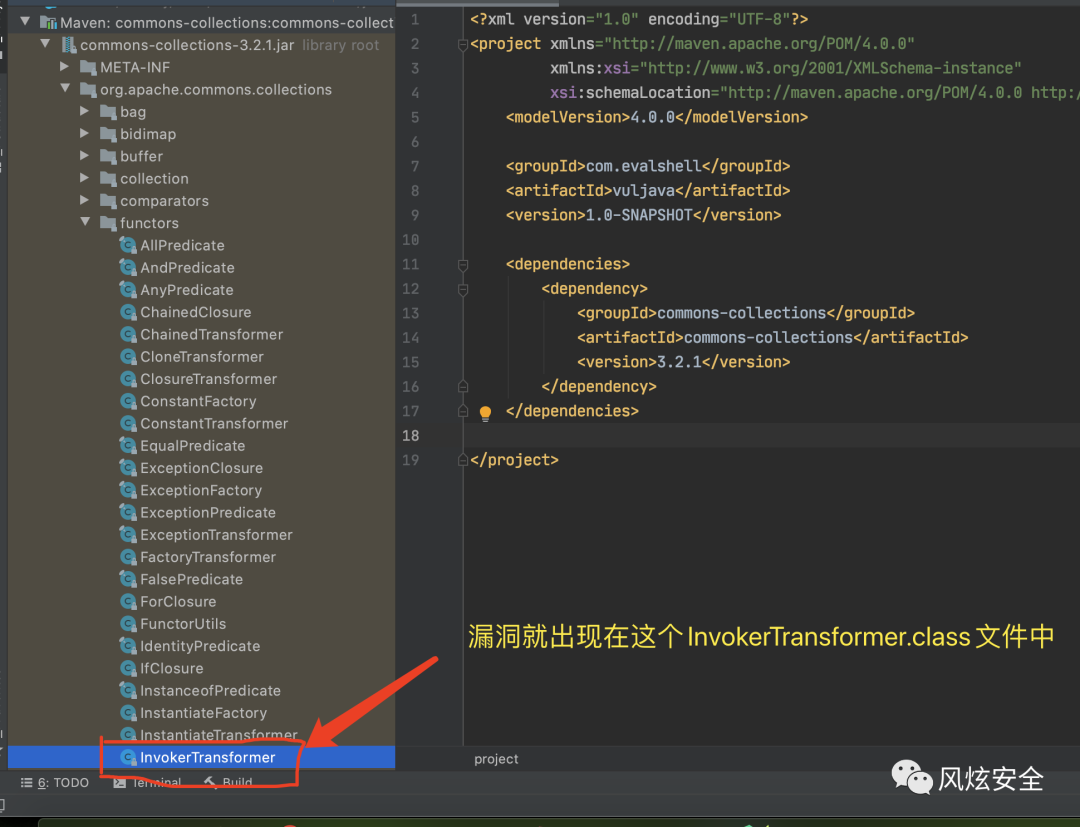 Maven: commons-collections:commons-collect
commons-collections-3.2.1.jar library root
META-INF
org.apache.commons.collections
bag
bidimap
buffer
collection
comparators
functors
AllPredicate
AndPredicate
AnyPredicate
ChainedClosure
ChainedTransformer
CloneTransformer
ClosureTransformer
ConstantFactory
ConstantTransformer
EqualPredicate
ExceptionClosure
ExceptionFactory
ExceptionPredicate
ExceptionTransformer
FactoryTransformer
FalsePredicate
ForClosure
FunctorUtils
IdentityPredicate
IfClosure
InstanceofPredicate
InstantiateFactory
InstantiateTransformer
InvokerTransformer
6: TODO Terminal Build
1 <?xml version="1.0" encoding="UTF-8"?>
2 <project xmlns="http://maven.apache.org/POM/4.0.0"
3 xmlns:xsi="http://www.w3.org/2001/XMLSchema-instance"
4 xsi:schemaLocation="http://maven.apache.org/POM/4.0.0 http:/
5 <modelVersion>4.0.0</modelVersion>
6
7 <groupId>com.evalshell</groupId>
8 <artifactId>vuljava</artifactId>
9 <version>1.0-SNAPSHOT</version>
10
11 <dependencies>
12 <dependency>
13 <groupId>commons-collections</groupId>
14 <artifactId>commons-collections</artifactId>
15 <version>3.2.1</version>
16 </dependency>
17 </dependencies>
18
19 </project>
漏洞就出现在这个InvokerTransformer.class文件中
project
风炫安全